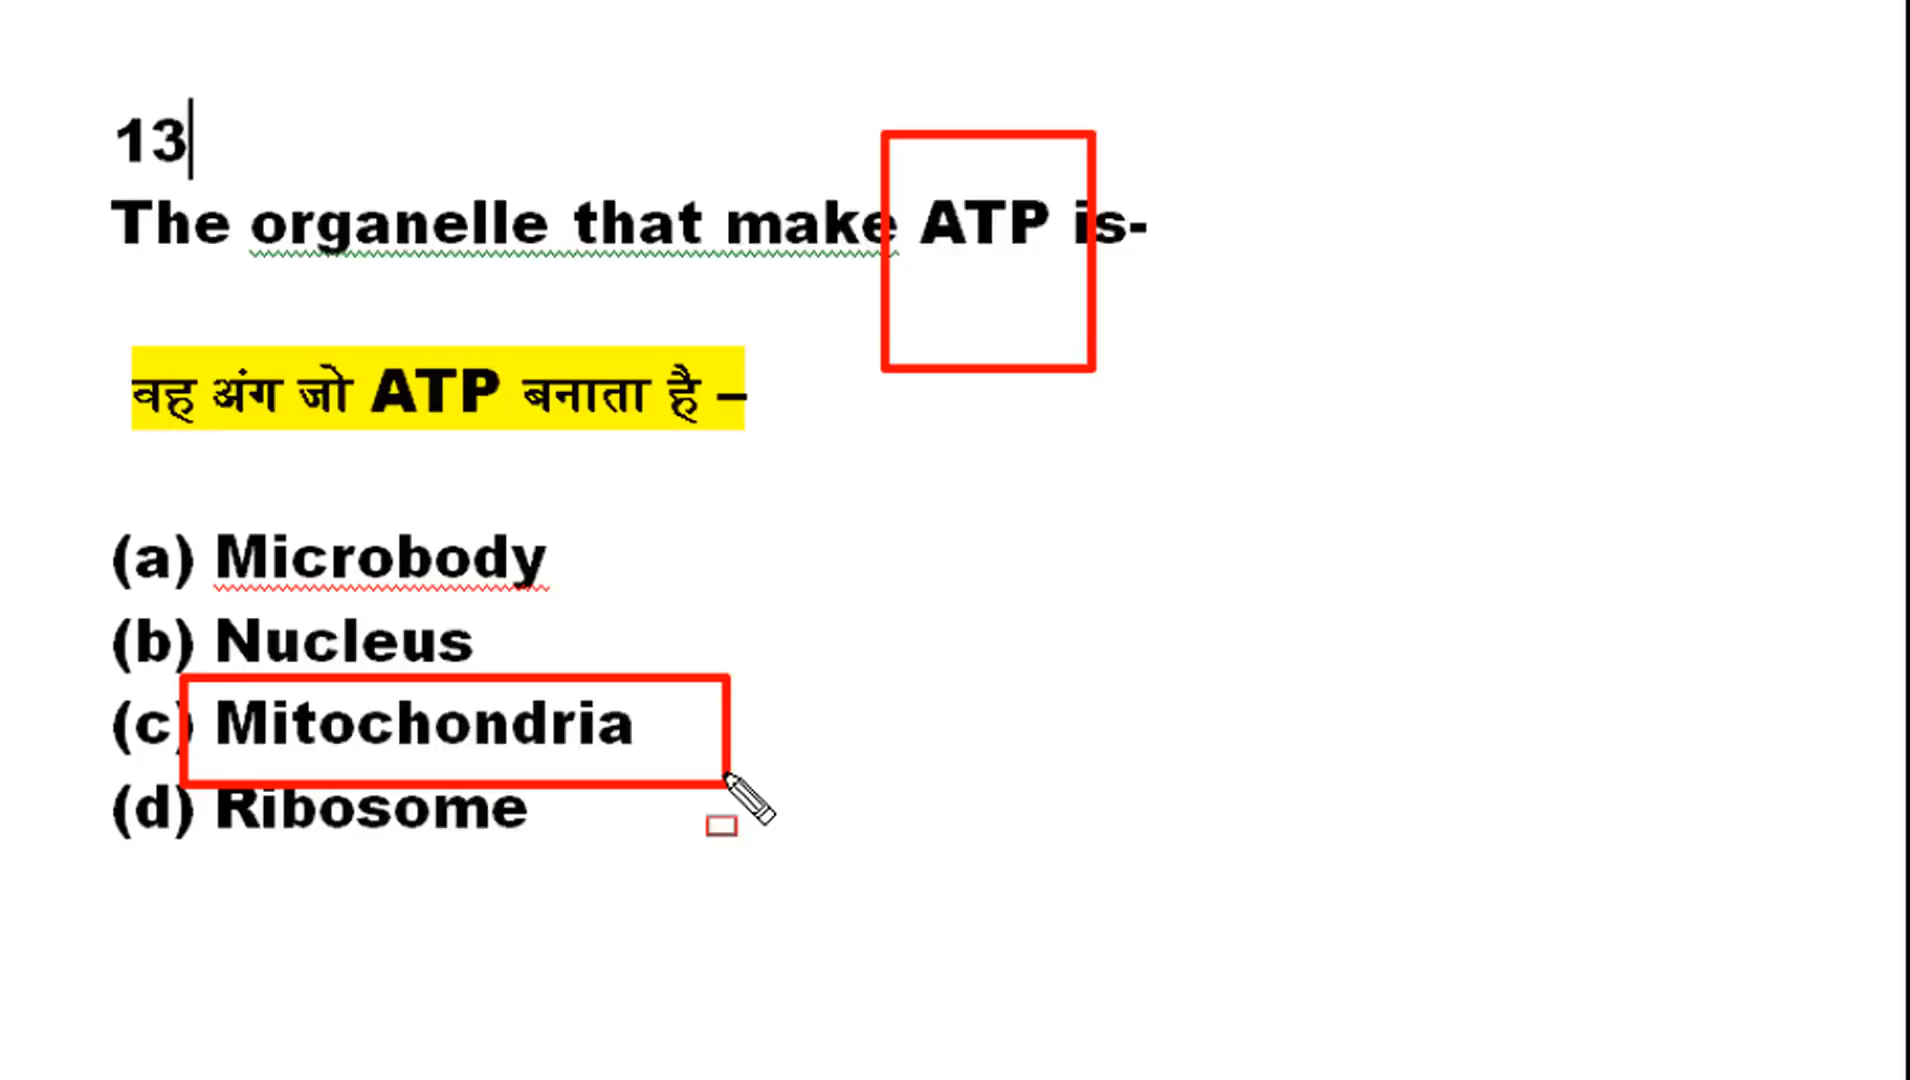 13
The organelle that make ATP is-
वह अंग जो ATP बनाता है –
(a) Microbody
(b) Nucleus
(c) Mitochondria
(d) Ribosome